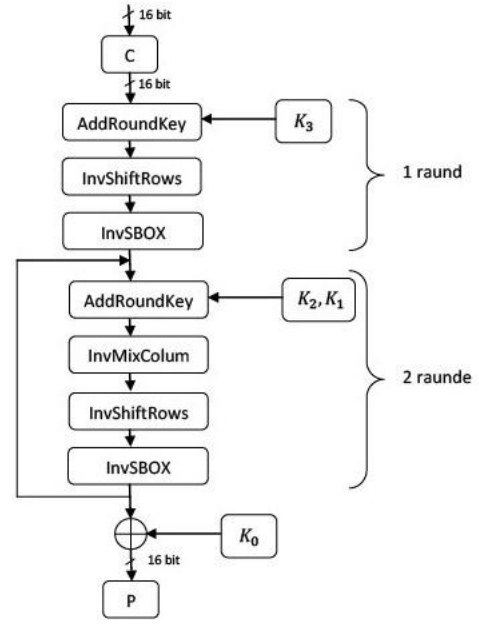 16 bit
C
16 bit
AddRoundKey
K₃
InvShiftRows
1 raund
InvSBOX
AddRoundKey
K₂, K₁
InvMixColum
2 raunde
InvShiftRows
InvSBOX
K₀
16 bit
P